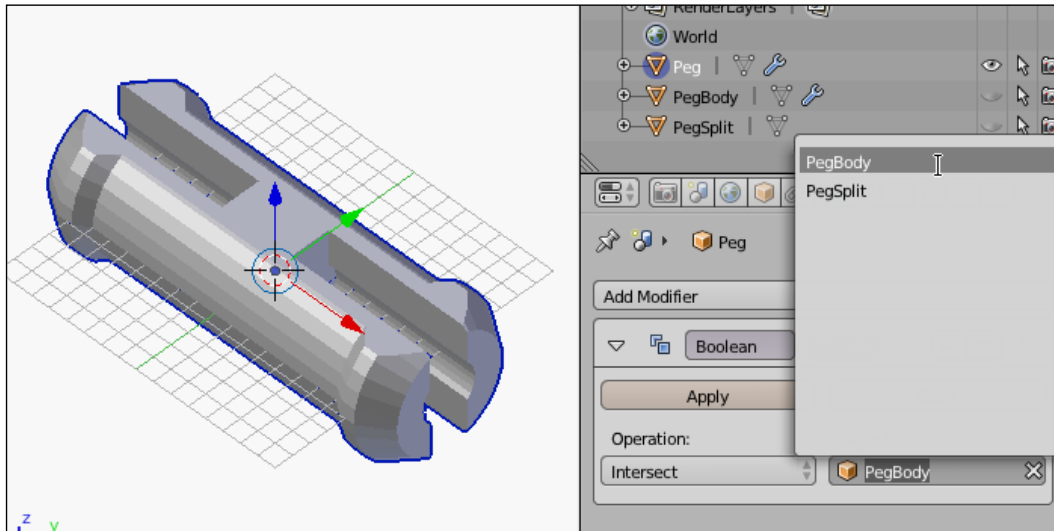 RenderLayers
World
Peg
PegBody
PegSplit
PegBody
PegSplit
Peg
Add Modifier
Boolean
Apply
Operation:
Intersect
PegBody
z
y